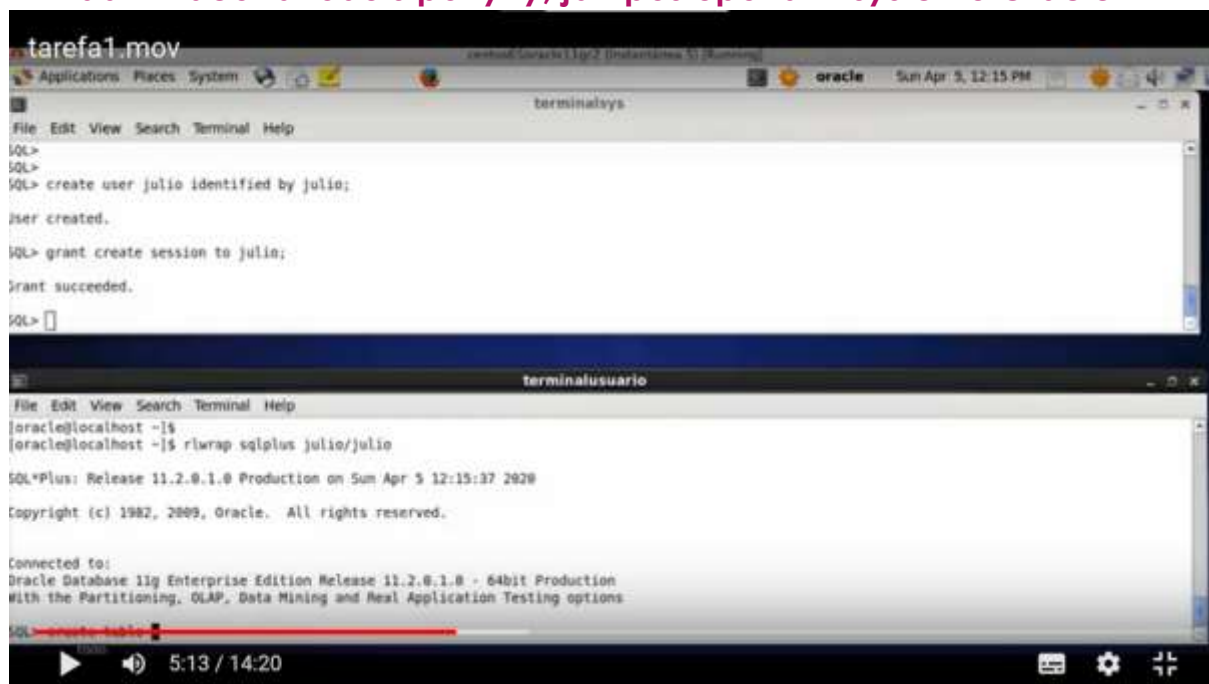 tarefa1.mov
Applications Places System oracle Sun Apr 5, 12:15 PM
terminalsys
File Edit View Search Terminal Help
SQL>
SQL>
SQL> create user julio identified by julio;
User created.
SQL> grant create session to julio;
Grant succeeded.
SQL>
terminalusuario
File Edit View Search Terminal Help
[oracle@localhost ~]$
[oracle@localhost ~]$ rlwrap sqlplus julio/julio
SQL*Plus: Release 11.2.0.1.0 Production on Sun Apr 5 12:15:37 2020
Copyright (c) 1982, 2009, Oracle. All rights reserved.
Connected to:
Oracle Database 11g Enterprise Edition Release 11.2.0.1.0 - 64bit Production
With the Partitioning, OLAP, Data Mining and Real Application Testing options
SQL> create table
5:13 / 14:20